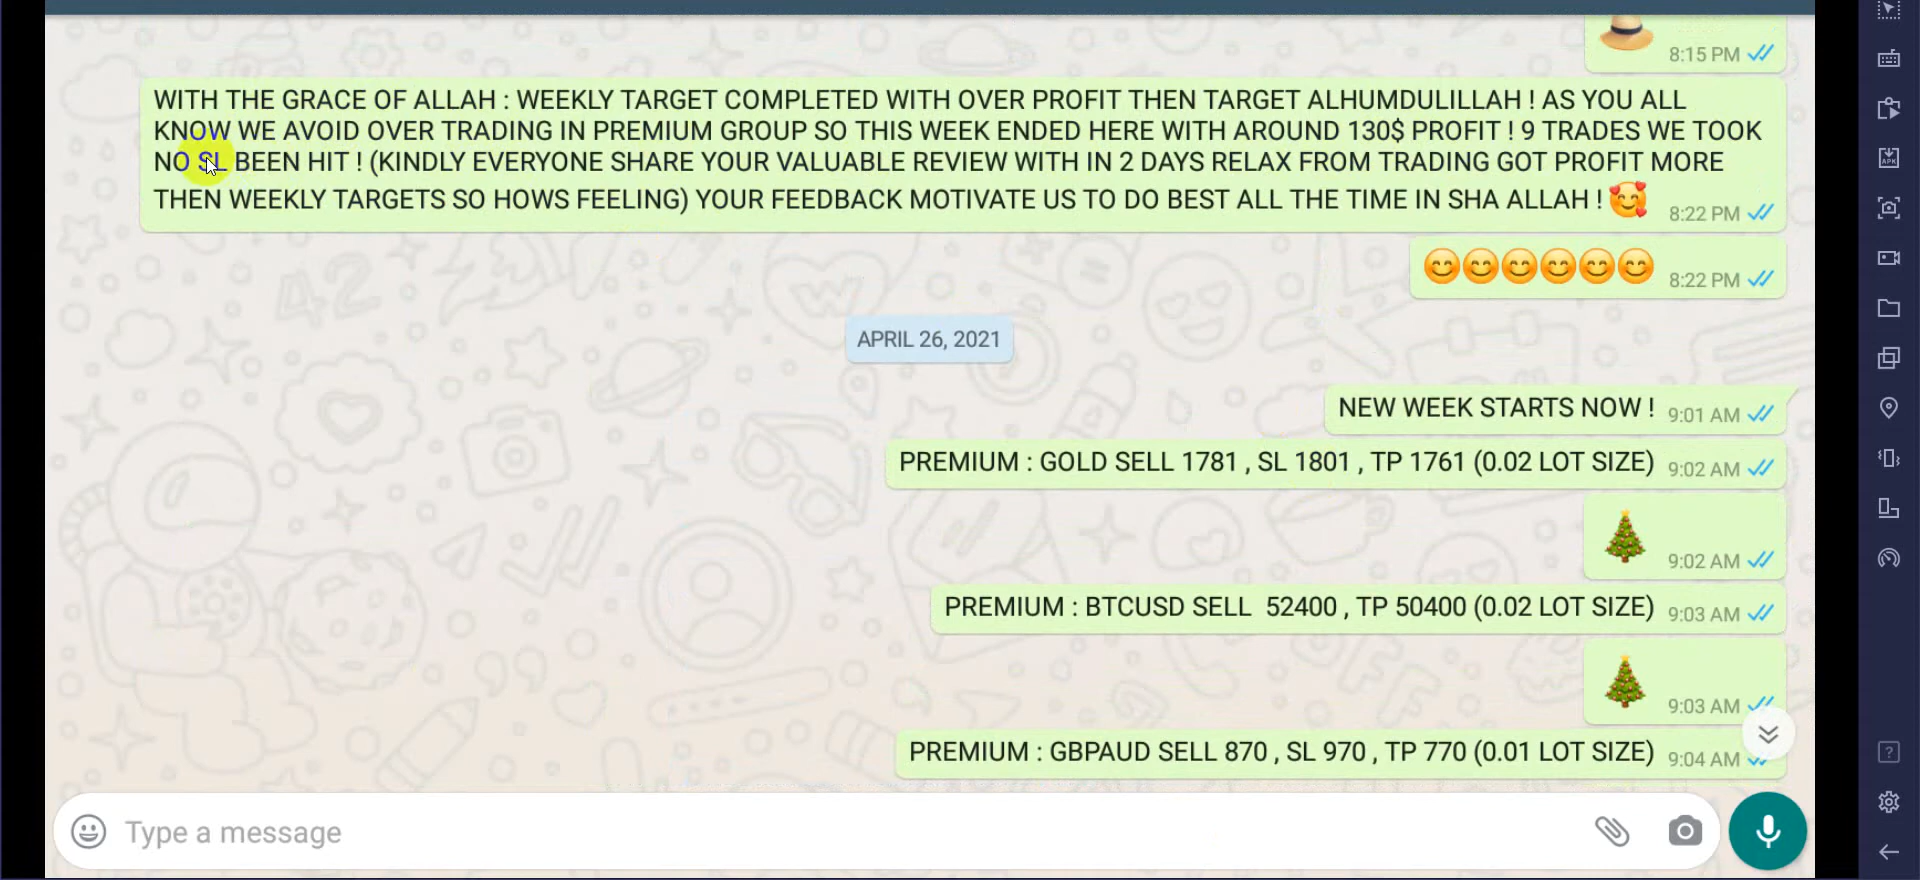 8:15 PM
WITH THE GRACE OF ALLAH : WEEKLY TARGET COMPLETED WITH OVER PROFIT THEN TARGET ALHUMDULILLAH ! AS YOU ALL
KNOW WE AVOID OVER TRADING IN PREMIUM GROUP SO THIS WEEK ENDED HERE WITH AROUND 130$ PROFIT ! 9 TRADES WE TOOK
NO SL BEEN HIT ! (KINDLY EVERYONE SHARE YOUR VALUABLE REVIEW WITH IN 2 DAYS RELAX FROM TRADING GOT PROFIT MORE
THEN WEEKLY TARGETS SO HOWS FEELING) YOUR FEEDBACK MOTIVATE US TO DO BEST ALL THE TIME IN SHA ALLAH ! 🥰 8:22 PM
😊😊😊😊😊😊 8:22 PM
APRIL 26, 2021
NEW WEEK STARTS NOW ! 9:01 AM
PREMIUM : GOLD SELL 1781 , SL 1801 , TP 1761 (0.02 LOT SIZE) 9:02 AM
🎄 9:02 AM
PREMIUM : BTCUSD SELL  52400 , TP 50400 (0.02 LOT SIZE) 9:03 AM
🎄 9:03 AM
PREMIUM : GBPAUD SELL 870 , SL 970 , TP 770 (0.01 LOT SIZE) 9:04 AM
Type a message